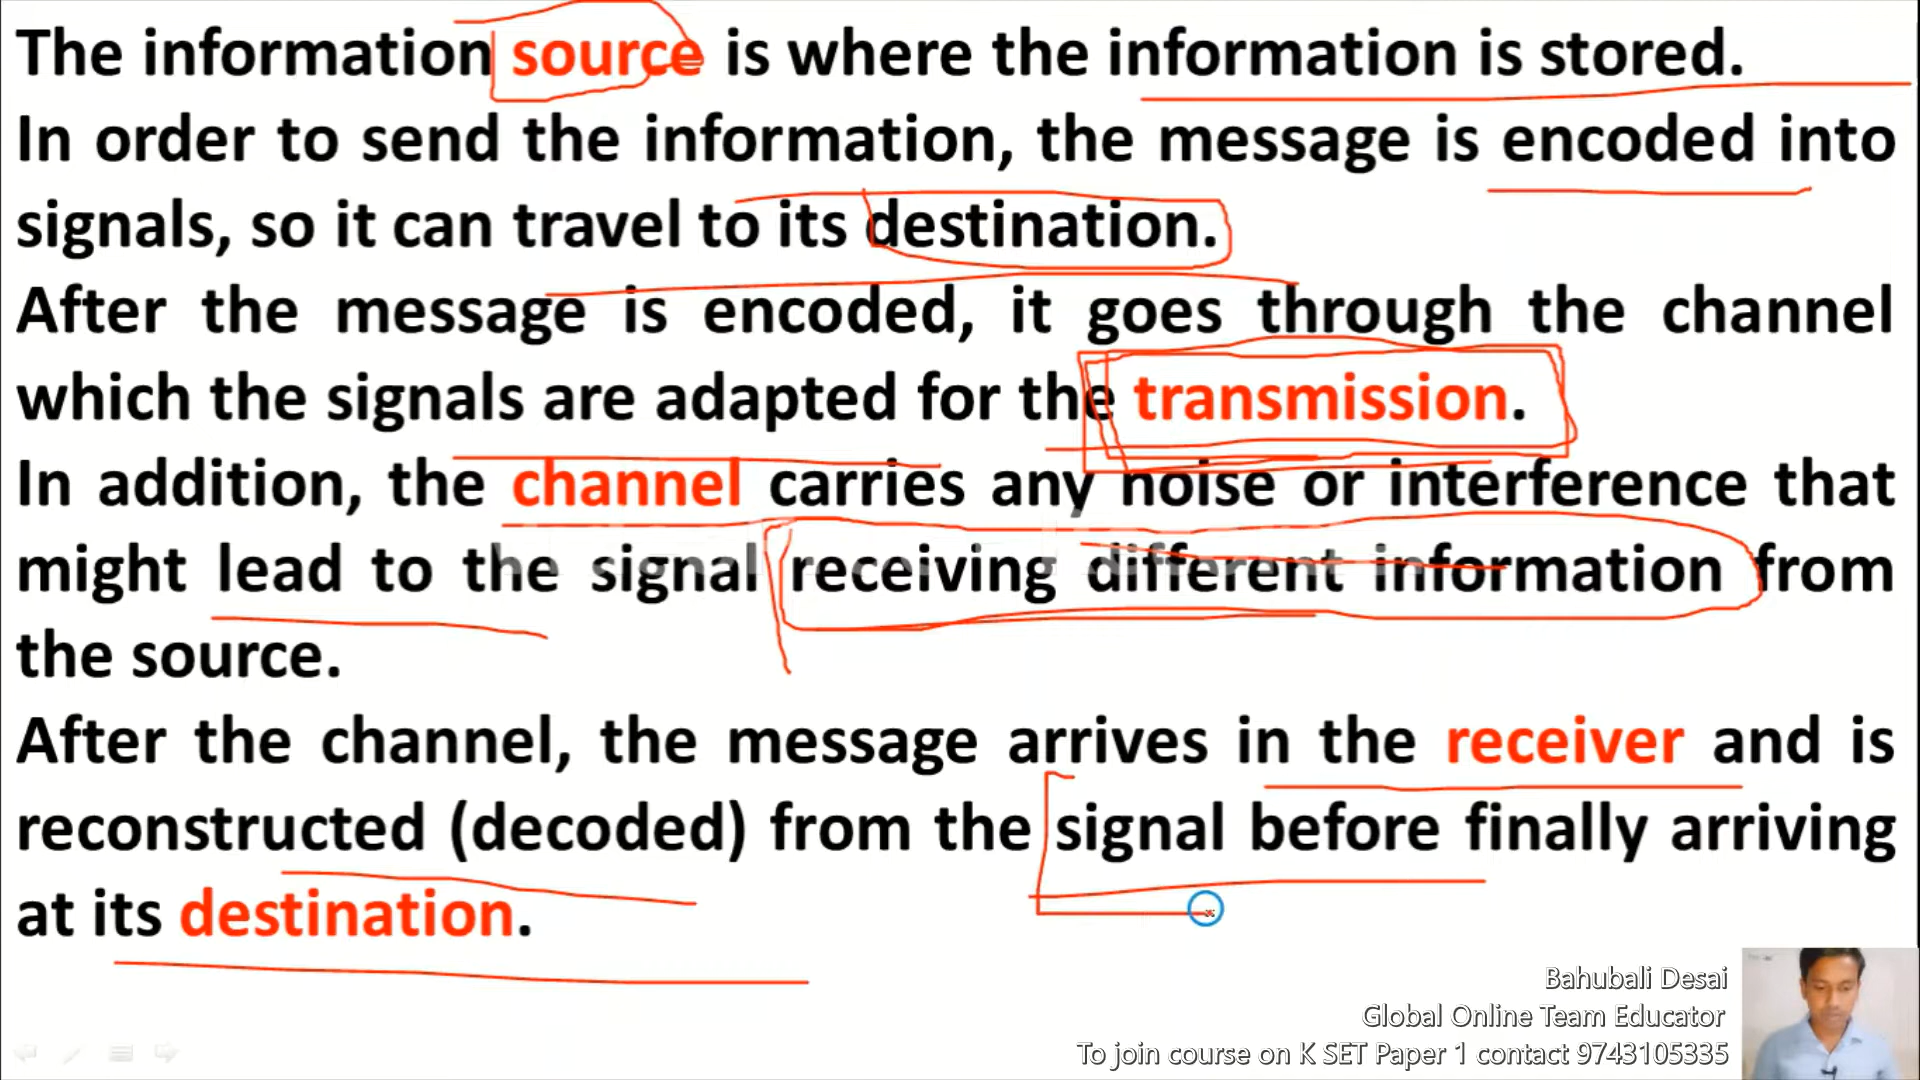 The information source is where the information is stored.
In order to send the information, the message is encoded into
signals, so it can travel to its destination.
After the message is encoded, it goes through the channel
which the signals are adapted for the transmission.
In addition, the channel carries any noise or interference that
might lead to the signal receiving different information from
the source.
After the channel, the message arrives in the receiver and is
reconstructed (decoded) from the signal before finally arriving
at its destination.
Bahubali Desai
Global Online Team Educator
To join course on K SET Paper 1 contact 9743105335